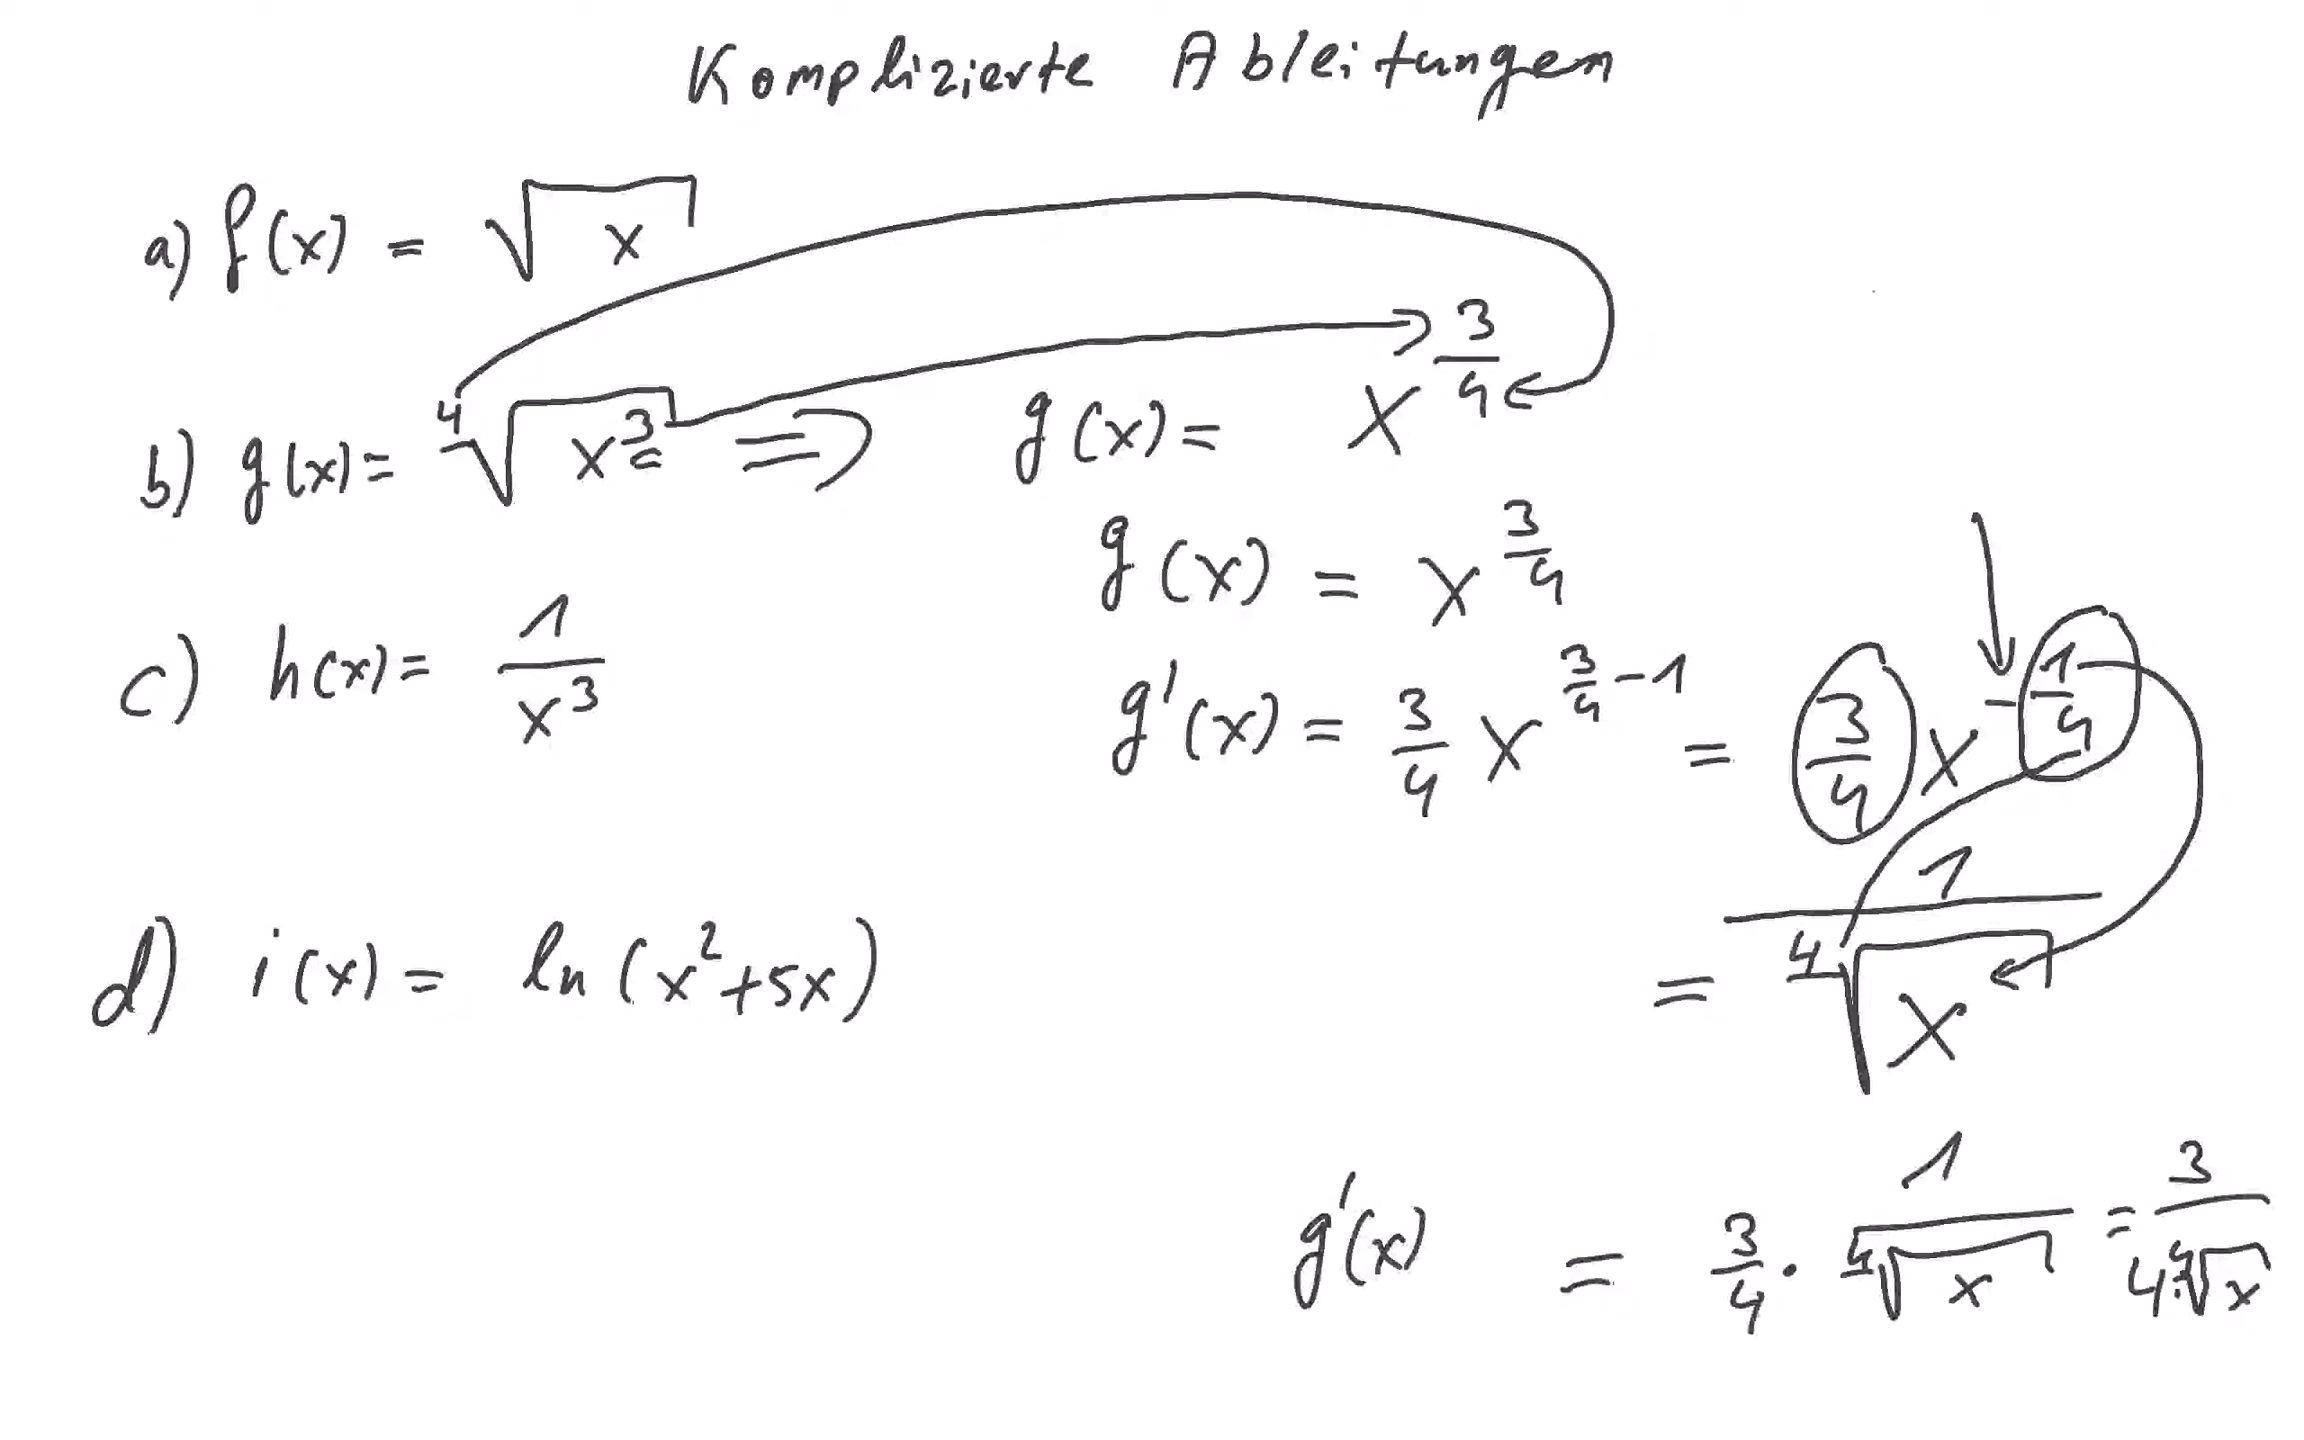 Komplizierte Ableitungen
a) f(x) = √x
b) g(x) = ⁴√(x³) ⇒ g(x) = x^(3/4)
g(x) = x^(3/4)
c) h(x) = 1/x³
g'(x) = 3/4 x^(3/4 - 1) = 3/4 x^(-1/4)
d) i(x) = ln(x²+5x)
= 1/⁴√x
g'(x) = 3/4 · 1/⁴√x = 3/(4·⁴√x)